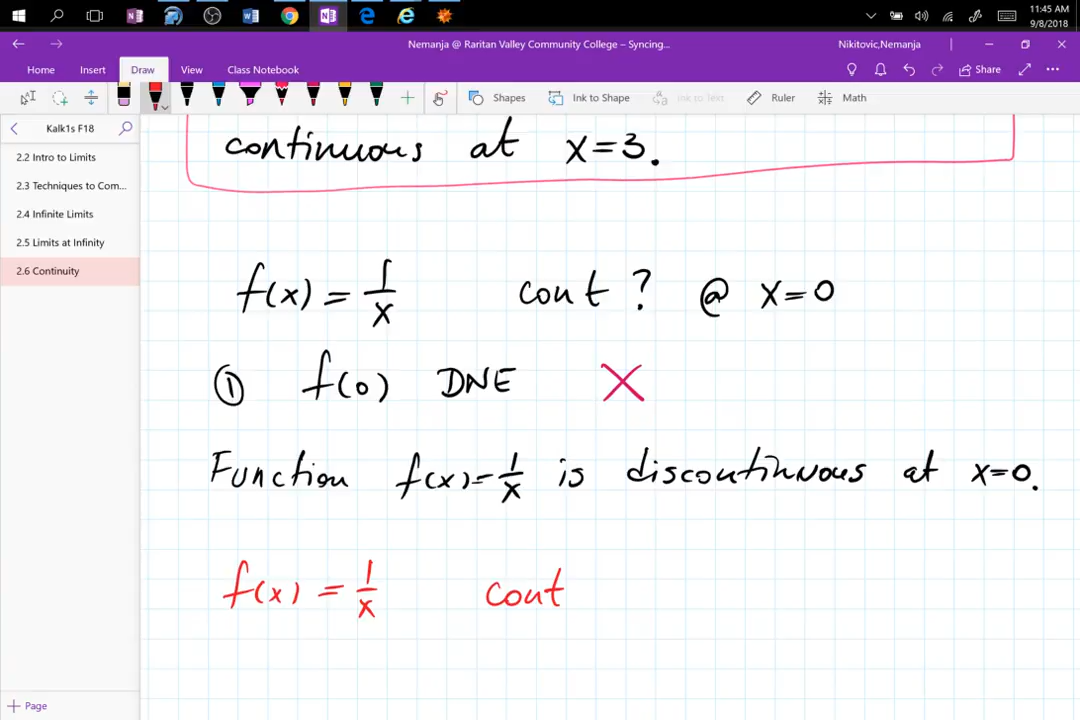 11:45 AM
9/8/2018
Nemanja @ Raritan Valley Community College – Syncing...
Nikitovic,Nemanja
Home Insert Draw View Class Notebook
Share
Shapes Ink to Shape Ink to Text Ruler Math
Kalk1s F18
2.2 Intro to Limits
2.3 Techniques to Com...
2.4 Infinite Limits
2.5 Limits at Infinity
2.6 Continuity
continuous at x=3.
f(x) = 1/x cont ? @ x=0
① f(0) DNE X
Function f(x)=1/x is discontinuous at x=0.
f(x) = 1/x cont
+ Page